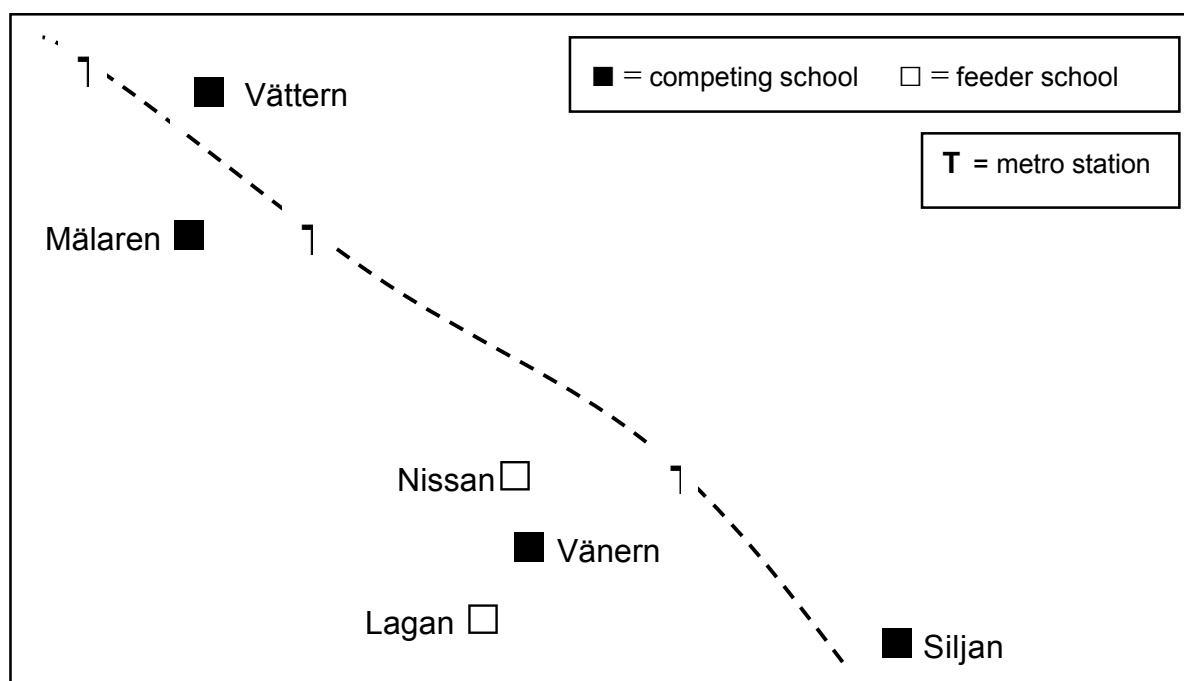 ■ = competing school □ = feeder school
Vättern
T = metro station
Mälaren
Nissan
Vänern
Lagan
Siljan